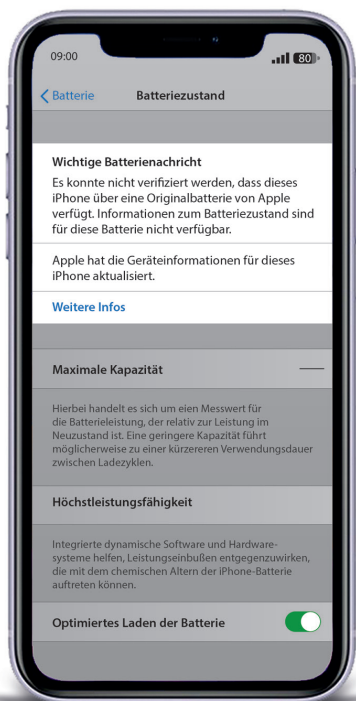 09:00
80
Batterie
Batteriezustand
Wichtige Batterienachricht
Es konnte nicht verifiziert werden, dass dieses
iPhone über eine Originalbatterie von Apple
verfügt. Informationen zum Batteriezustand sind
für diese Batterie nicht verfügbar.
Apple hat die Geräteinformationen für dieses
iPhone aktualisiert.
Weitere Infos
Maximale Kapazität
Hierbei handelt es sich um eien Messwert für
die Batterieleistung, der relativ zur Leistung im
Neuzustand ist. Eine geringere Kapazität führt
möglicherweise zu einer kürzereren Verwendungsdauer
zwischen Ladezyklen.
Höchstleistungsfähigkeit
Integrierte dynamische Software und Hardware-
systeme helfen, Leistungseinbußen entgegenzuwirken,
die mit dem chemischen Altern der iPhone-Batterie
auftreten können.
Optimiertes Laden der Batterie